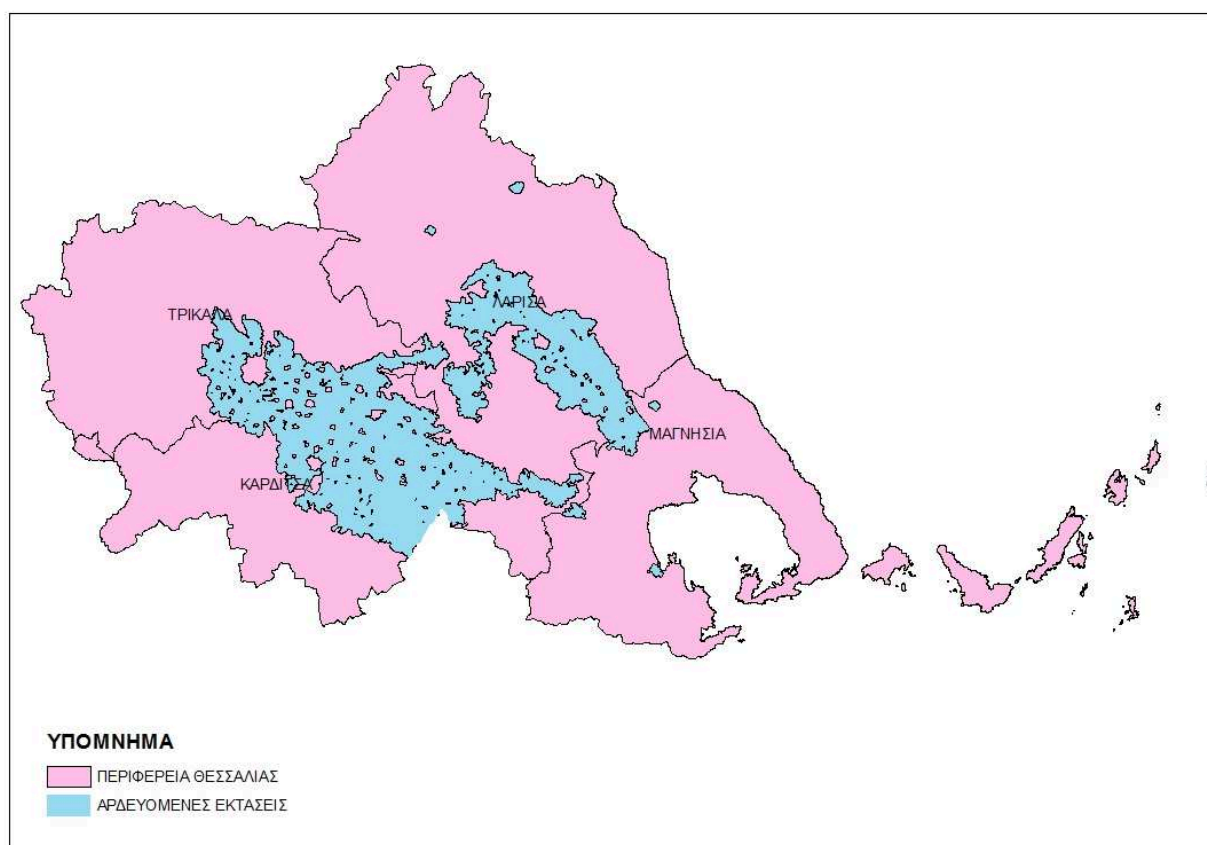 ΛΑΡΙΣΑ
ΤΡΙΚΑΛΑ
ΜΑΓΝΗΣΙΑ
ΚΑΡΔΙΤΣΑ
ΥΠΟΜΝΗΜΑ
ΠΕΡΙΦΕΡΕΙΑ ΘΕΣΣΑΛΙΑΣ
ΑΡΔΕΥΟΜΕΝΕΣ ΕΚΤΑΣΕΙΣ